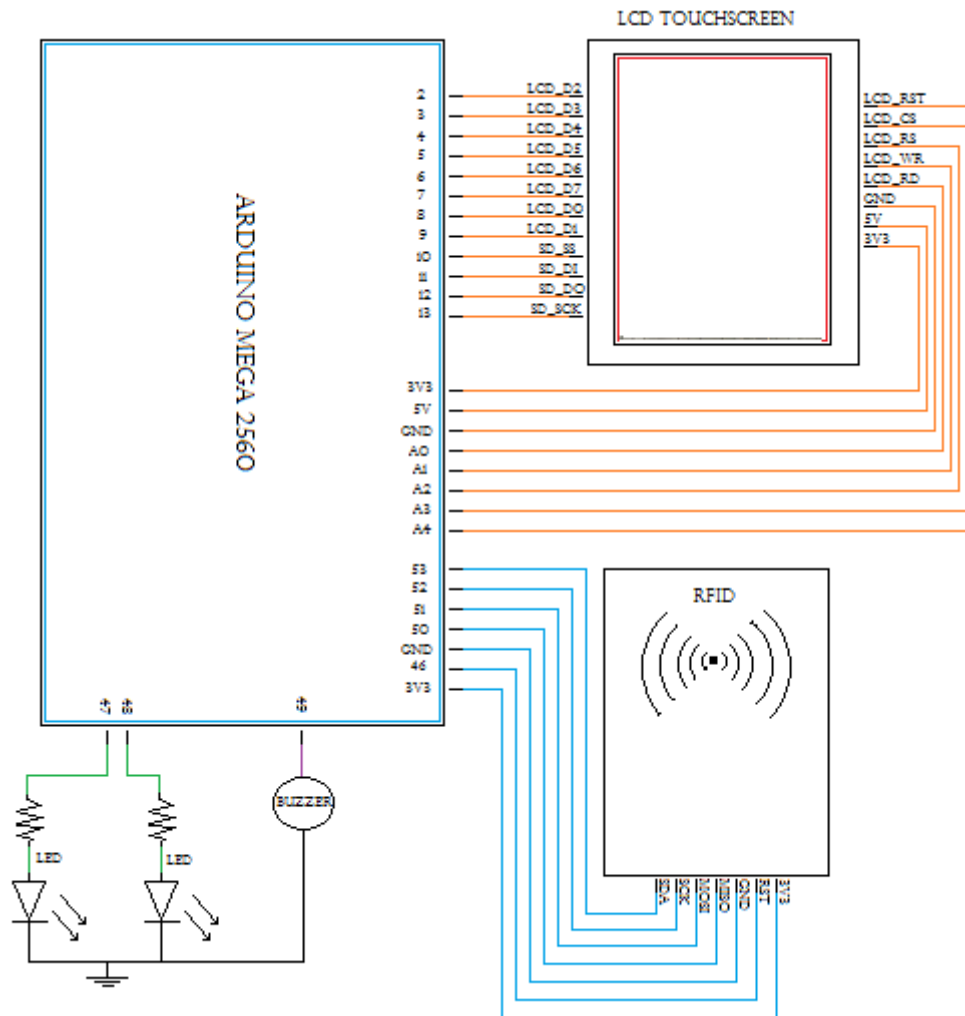 LCD TOUCHSCREEN
2
3
4
5
6
7
8
9
10
11
12
13
LCD_D2
LCD_D3
LCD_D4
LCD_D5
LCD_D6
LCD_D7
LCD_D0
LCD_D1
SD_SS
SD_DI
SD_DO
SD_SCK
LCD_RST
LCD_CS
LCD_RS
LCD_WR
LCD_RD
GND
5V
3V3
ARDUINO MEGA 2560
3V3
5V
GND
A0
A1
A2
A3
A4
53
52
51
50
GND
46
3V3
RFID
47
48
49
BUZZER
LED
LED
SDA
SCK
MOSI
MISO
GND
RST
3V3